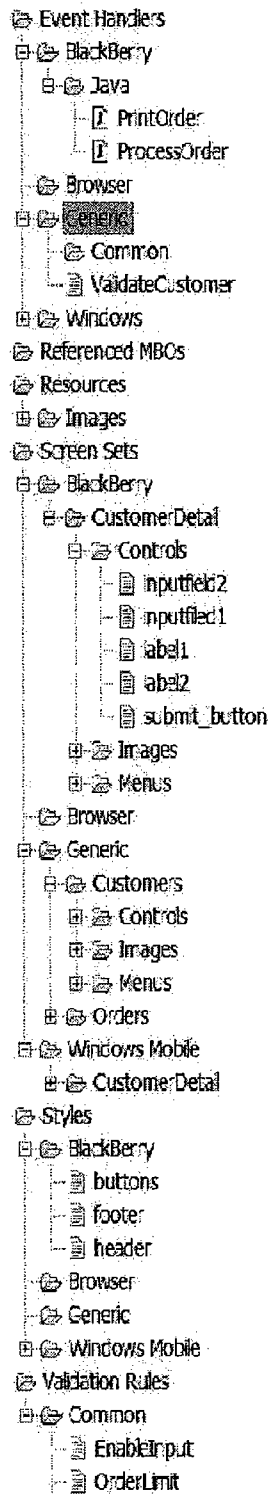 Event Handlers
BlackBerry
Java
PrintOrder
ProcessOrder
Browser
Generic
Common
ValidateCustomer
Windows
Referenced MBOs
Resources
Images
Screen Sets
BlackBerry
CustomerDetail
Controls
inputfield2
inputfiled1
label1
label2
submit_button
Images
Menus
Browser
Generic
Customers
Controls
Images
Menus
Orders
Windows Mobile
CustomerDetail
Styles
BlackBerry
buttons
footer
header
Browser
Generic
Windows Mobile
Validation Rules
Common
EnableInput
OrderLimit